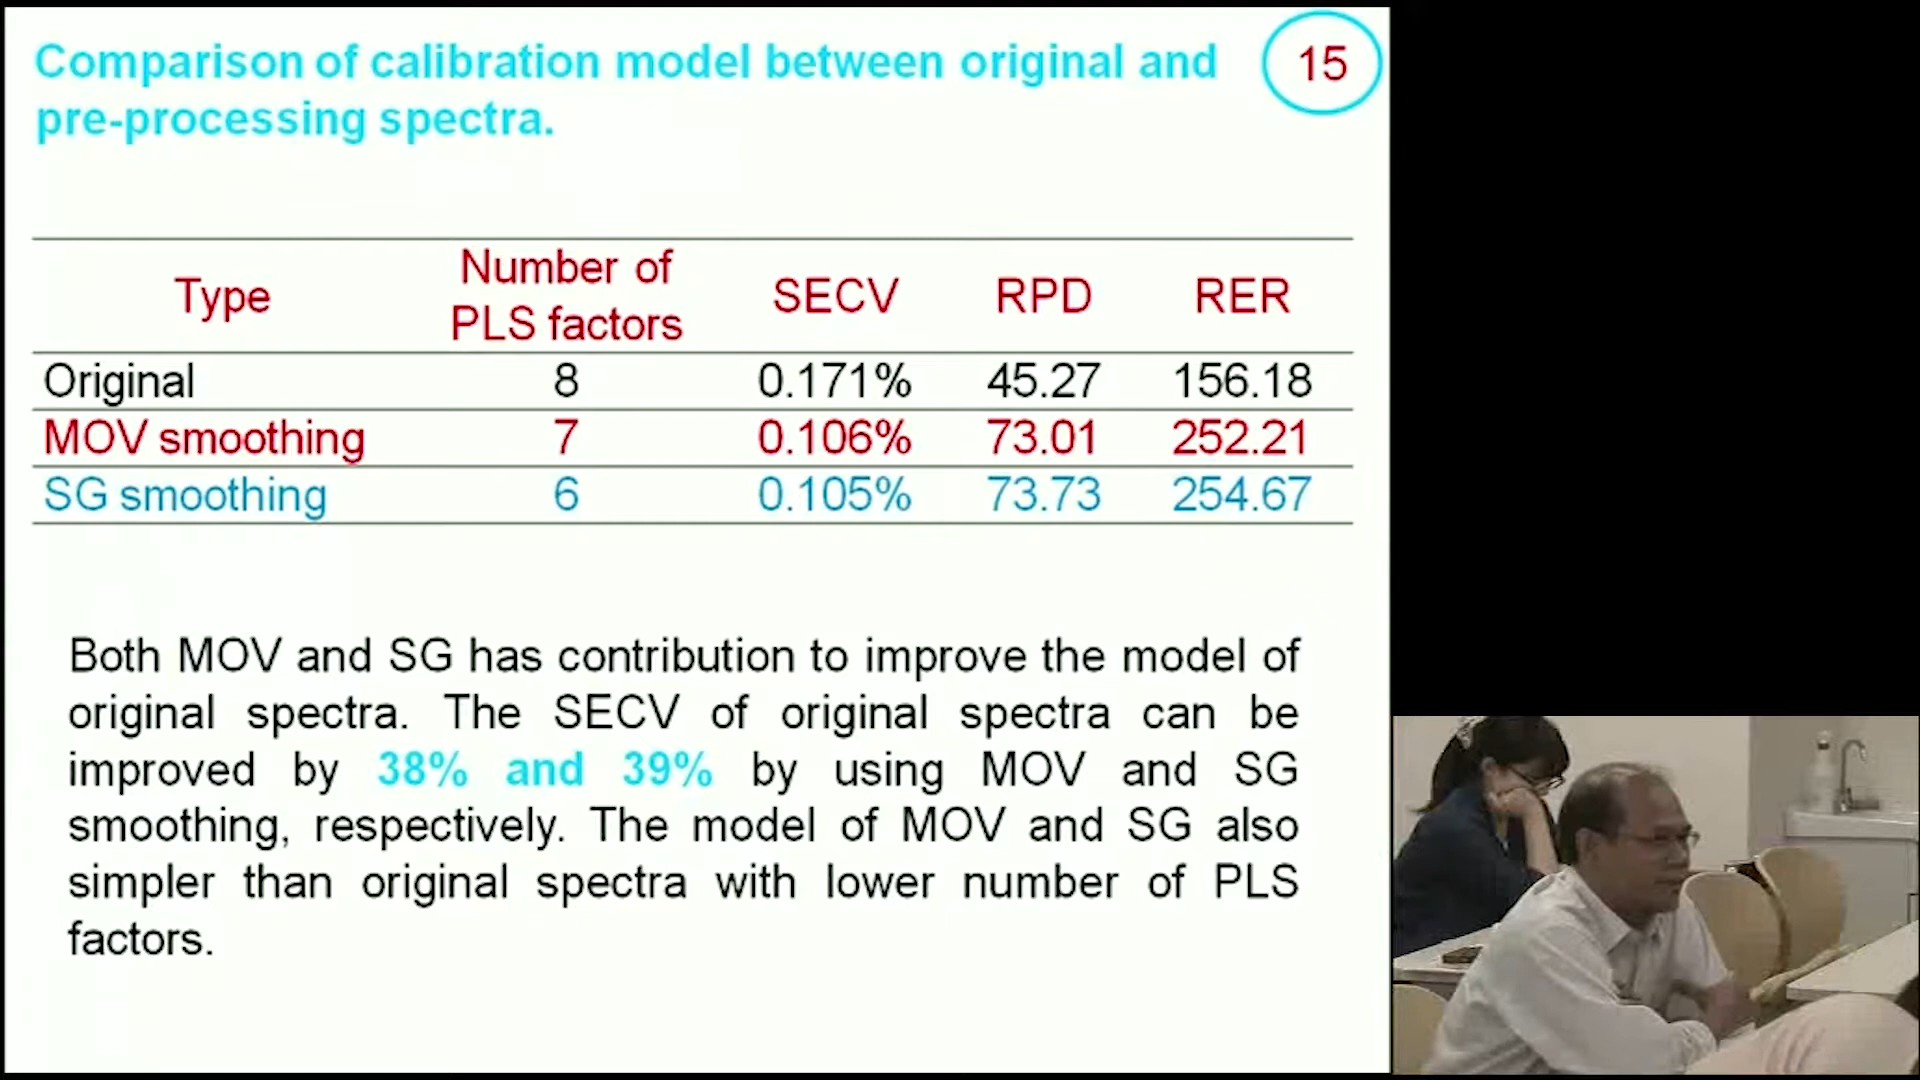 Comparison of calibration model between original and
pre-processing spectra.
15
Type Number of PLS factors SECV RPD RER
Original 8 0.171% 45.27 156.18
MOV smoothing 7 0.106% 73.01 252.21
SG smoothing 6 0.105% 73.73 254.67
Both MOV and SG has contribution to improve the model of
original spectra. The SECV of original spectra can be
improved by 38% and 39% by using MOV and SG
smoothing, respectively. The model of MOV and SG also
simpler than original spectra with lower number of PLS
factors.